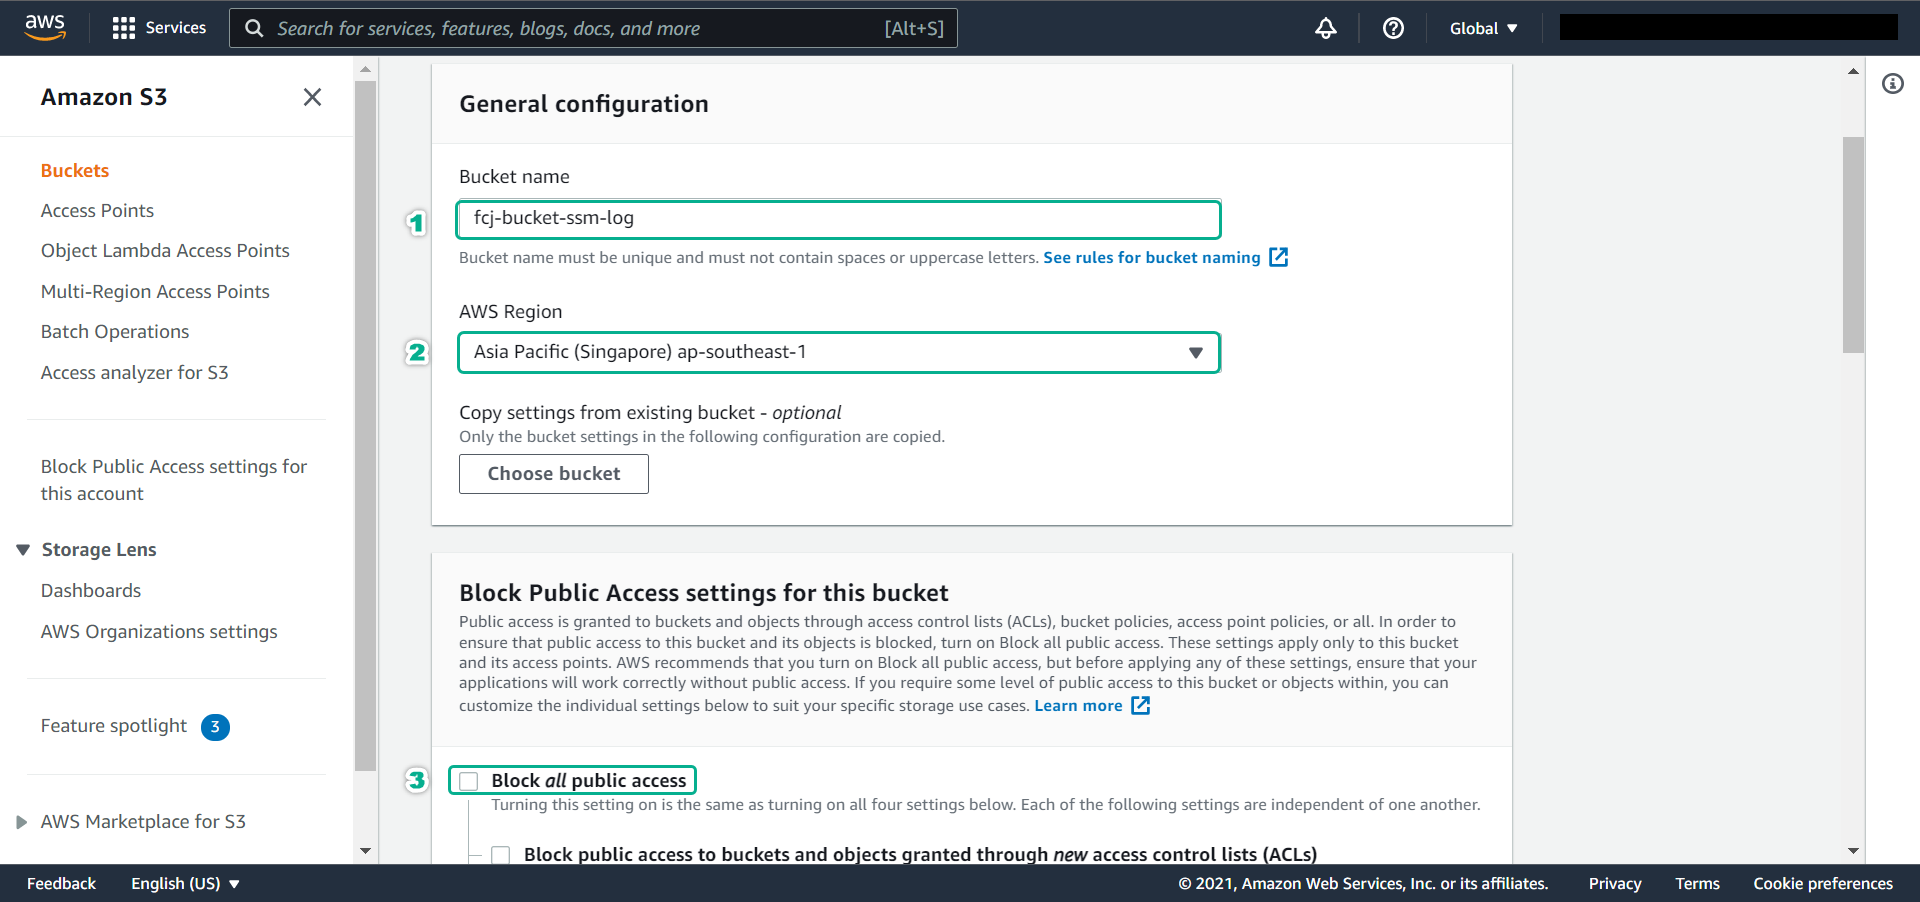 aws
Services
Search for services, features, blogs, docs, and more
[Alt+S]
Global
Amazon S3
Buckets
Access Points
Object Lambda Access Points
Multi-Region Access Points
Batch Operations
Access analyzer for S3
Block Public Access settings for
this account
Storage Lens
Dashboards
AWS Organizations settings
Feature spotlight 3
AWS Marketplace for S3
General configuration
Bucket name
1 fcj-bucket-ssm-log
Bucket name must be unique and must not contain spaces or uppercase letters. See rules for bucket naming
AWS Region
2 Asia Pacific (Singapore) ap-southeast-1
Copy settings from existing bucket - optional
Only the bucket settings in the following configuration are copied.
Choose bucket
Block Public Access settings for this bucket
Public access is granted to buckets and objects through access control lists (ACLs), bucket policies, access point policies, or all. In order to
ensure that public access to this bucket and its objects is blocked, turn on Block all public access. These settings apply only to this bucket
and its access points. AWS recommends that you turn on Block all public access, but before applying any of these settings, ensure that your
applications will work correctly without public access. If you require some level of public access to this bucket or objects within, you can
customize the individual settings below to suit your specific storage use cases. Learn more
3 Block all public access
Turning this setting on is the same as turning on all four settings below. Each of the following settings are independent of one another.
Block public access to buckets and objects granted through new access control lists (ACLs)
Feedback
English (US)
© 2021, Amazon Web Services, Inc. or its affiliates.
Privacy
Terms
Cookie preferences